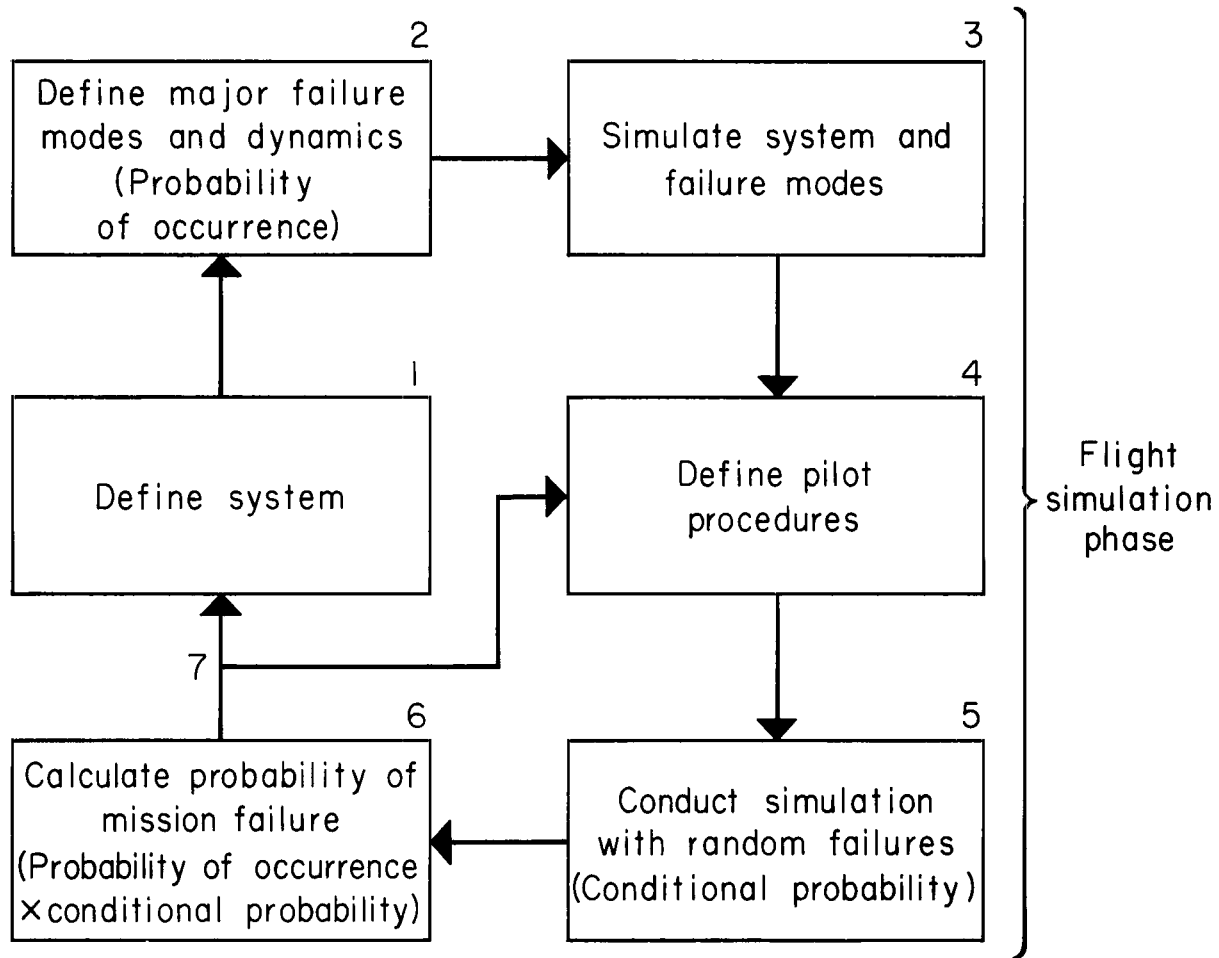 2
Define major failure
modes and dynamics
(Probability
of occurrence)
3
Simulate system and
failure modes
1
Define system
4
Define pilot
procedures
Flight
simulation
phase
7
6
Calculate probability of
mission failure
(Probability of occurrence
×conditional probability)
5
Conduct simulation
with random failures
(Conditional probability)